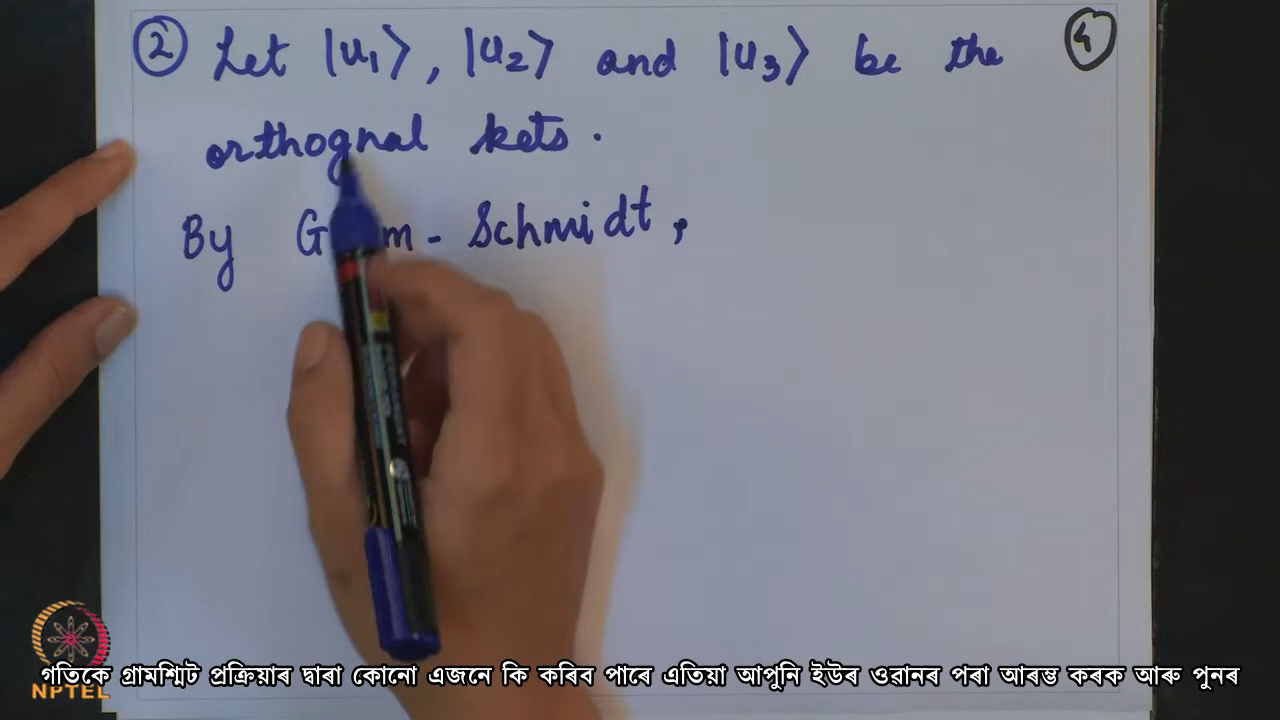 ② Let |u₁⟩, |u₂⟩ and |u₃⟩ be the ④
orthognal kets.
By Gram-Schmidt,
গতিকে গ্ৰামশ্মিট প্ৰক্ৰিয়াৰ দ্বাৰা কোনো এজনে কি কৰিব পাৰে এতিয়া আপুনি ইউৰ ওৱানৰ পৰা আৰম্ভ কৰক আৰু পুনৰ
NPTEL